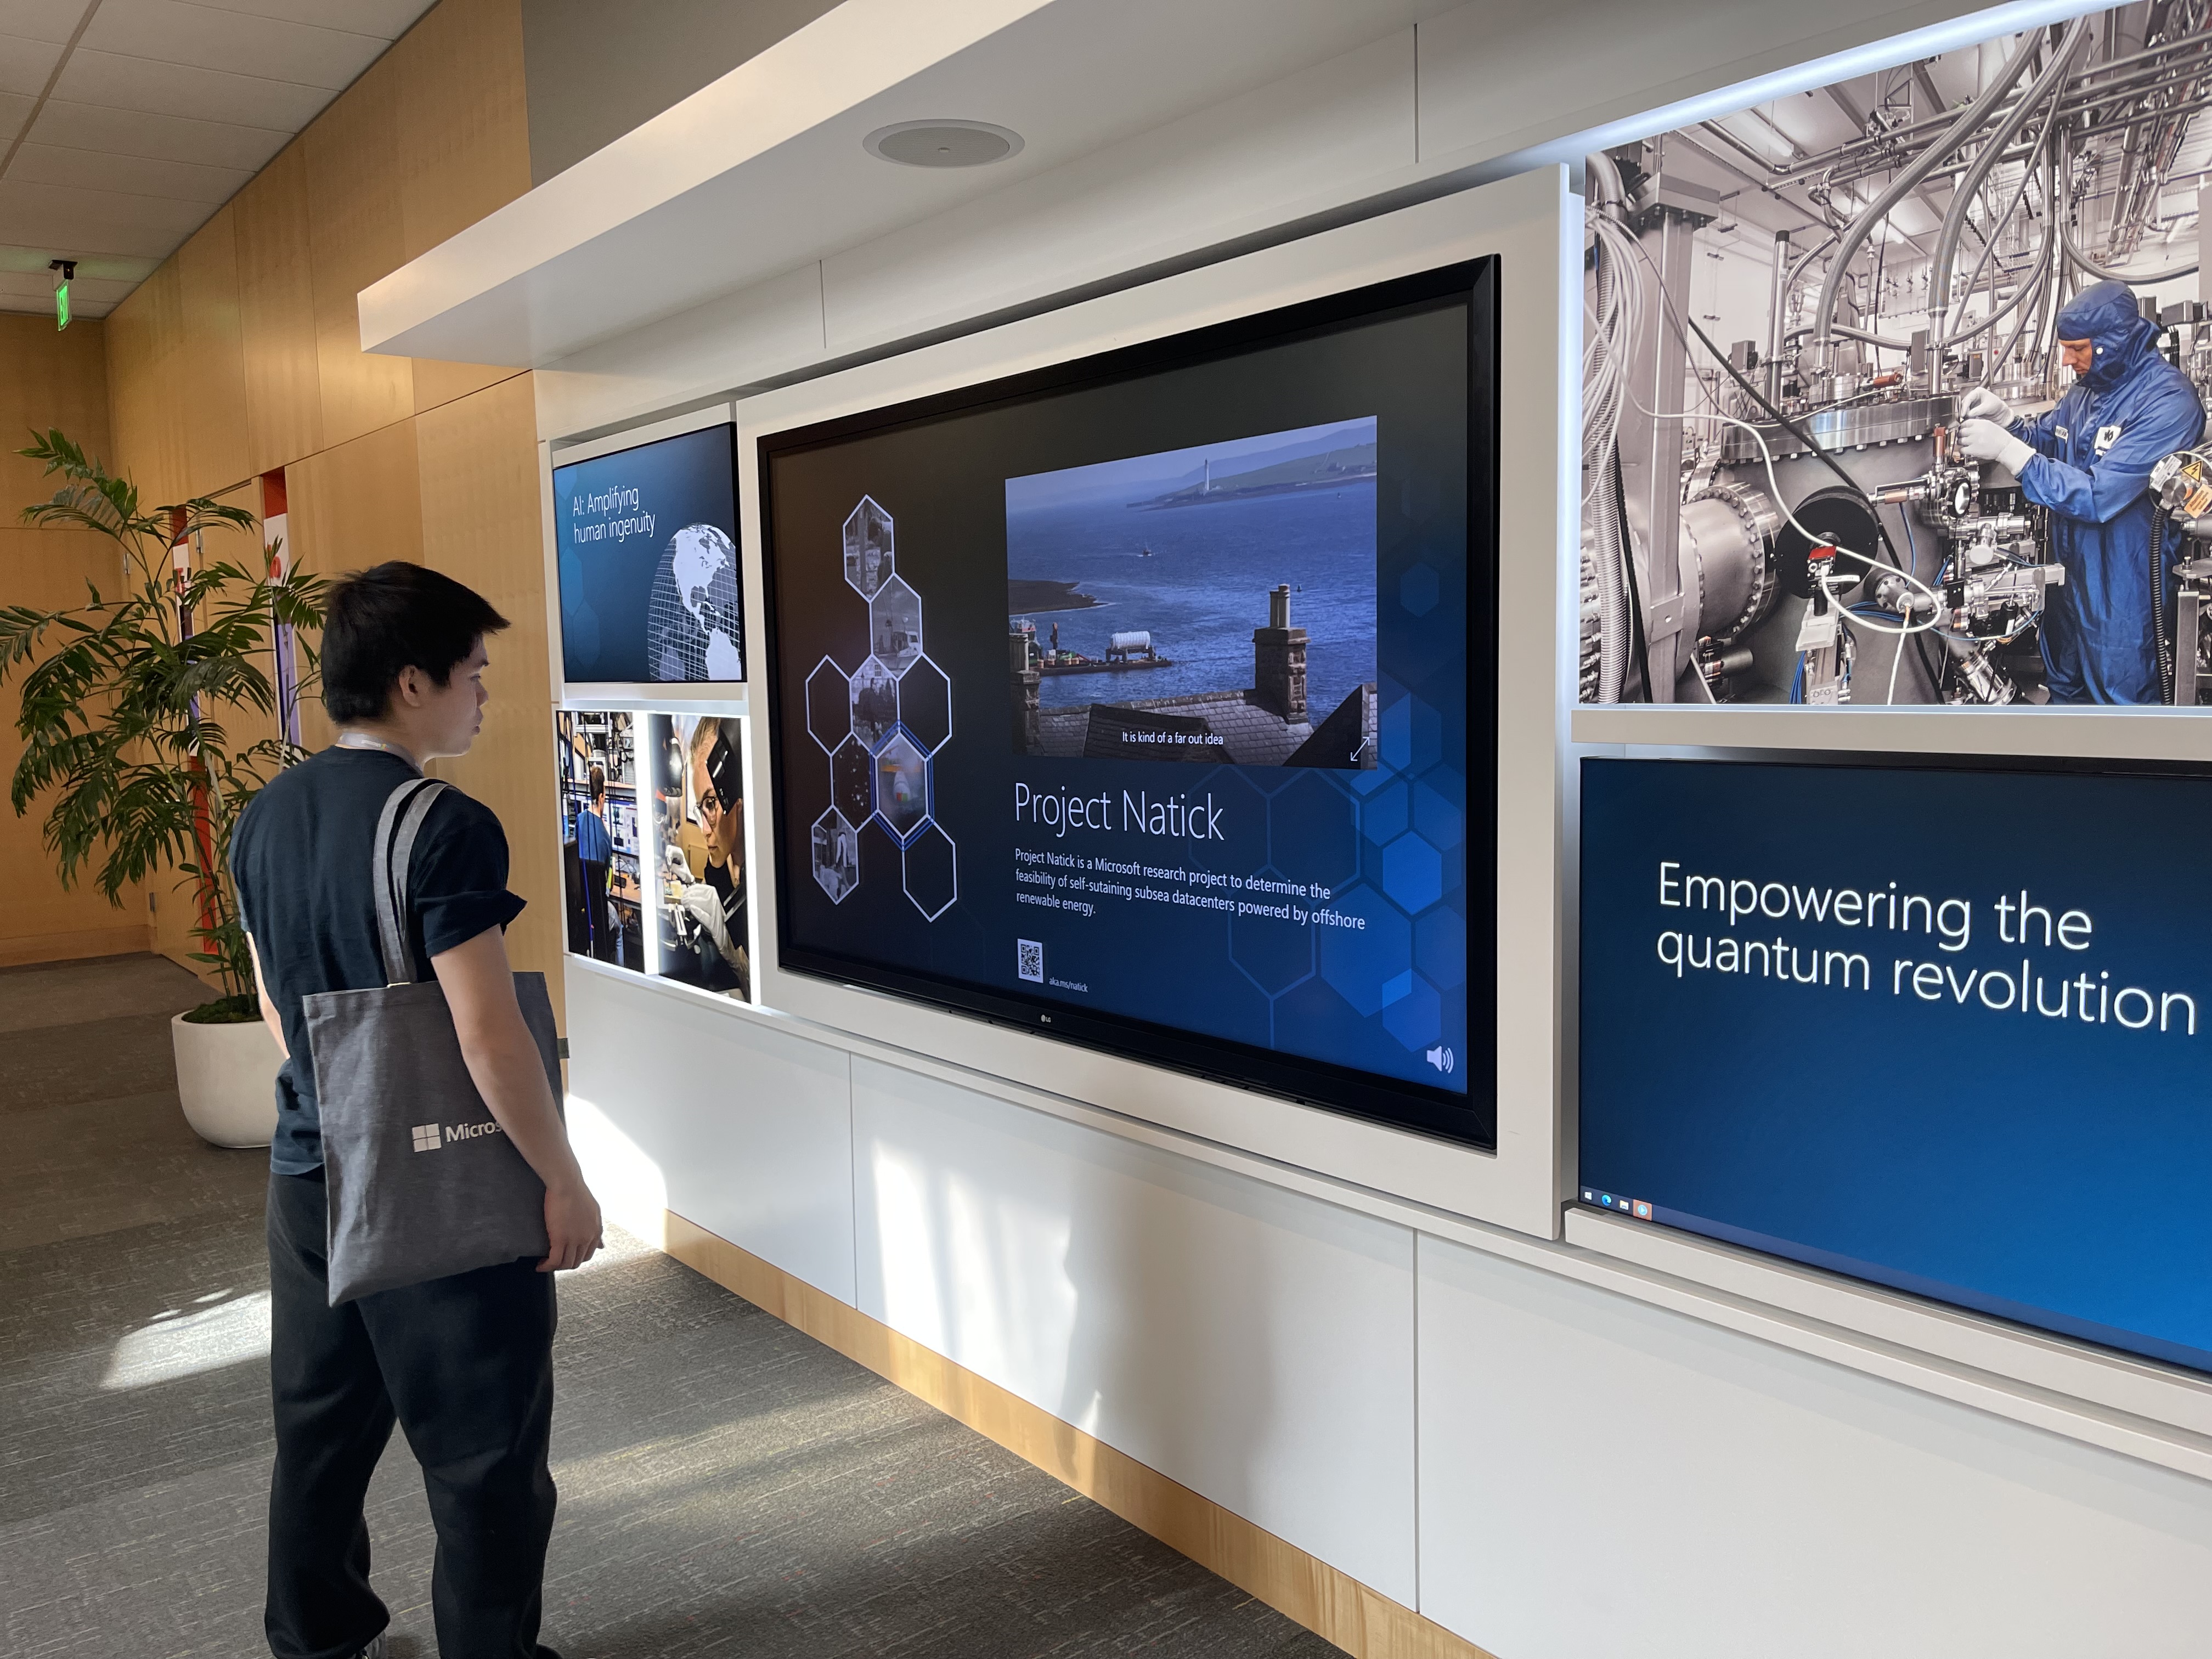 AI: Amplifying
human ingenuity
It is kind of a far out idea
Project Natick
Project Natick is a Microsoft research project to determine the
feasibility of self-sutaining subsea datacenters powered by offshore
renewable energy.
aka.ms/natick
LG
Empowering the
quantum revolution
Micros